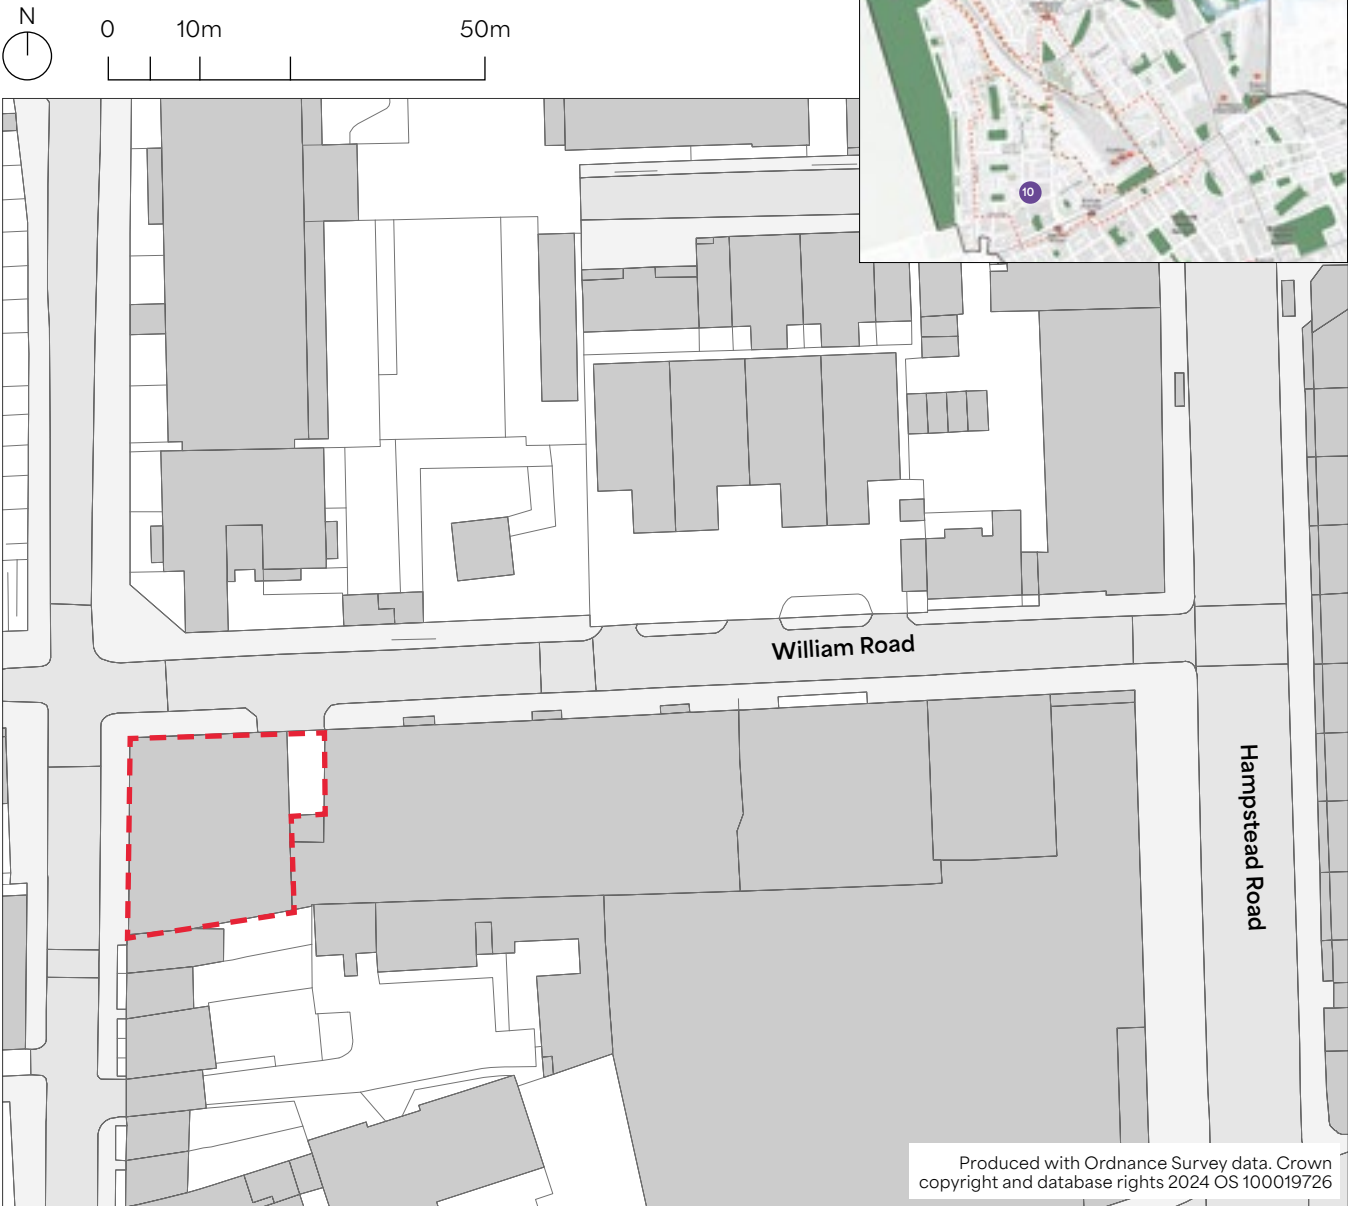 N
0 10m 50m
10
William Road
Hampstead Road
Produced with Ordnance Survey data. Crown
copyright and database rights 2024 OS 100019726